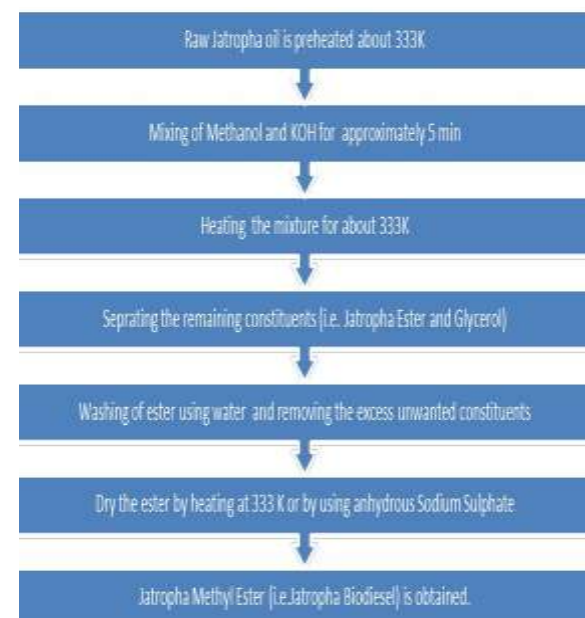 Raw Jatropha oil is preheated about 333K
Mixing of Methanol and KOH for approximately 5 min
Heating the mixture for about 333K
Seprating the remaining constituents (i.e. Jatropha Ester and Glycerol)
Washing of ester using water and removing the excess unwanted constituents
Dry the ester by heating at 333 K or by using anhydrous Sodium Sulphate
Jatropha Methyl Ester (i.e.Jatropha Biodiesel) is obtained.